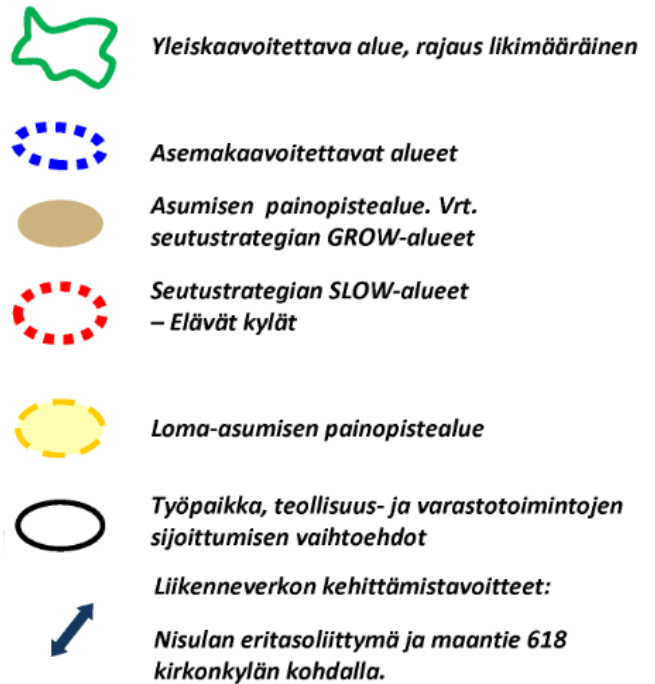 Yleiskaavoitettava alue, rajaus likimääräinen
Asemakaavoitettavat alueet
Asumisen painopistealue. Vrt.
seutustrategian GROW-alueet
Seutustrategian SLOW-alueet
– Elävät kylät
Loma-asumisen painopistealue
Työpaikka, teollisuus- ja varastotoimintojen
sijoittumisen vaihtoehdot
Liikenneverkon kehittämistavoitteet:
Nisulan eritasoliittymä ja maantie 618
kirkonkylän kohdalla.